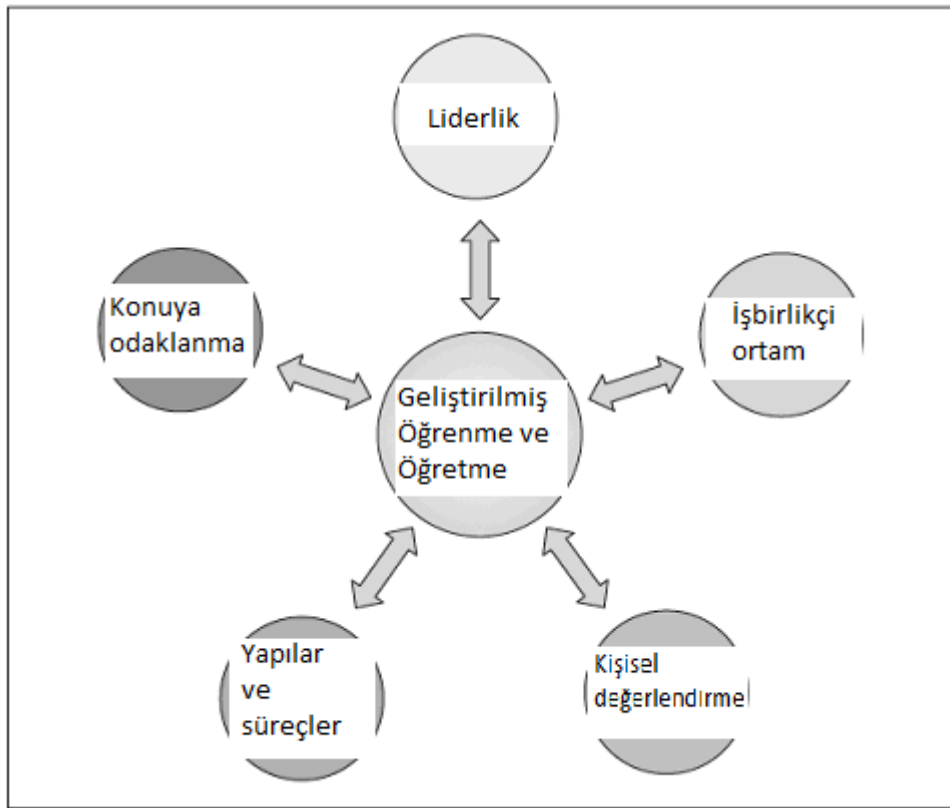 Liderlik
Konuya
odaklanma
İşbirlikçi
ortam
Geliştirilmiş
Öğrenme ve
Öğretme
Yapılar
ve
süreçler
Kişisel
değerlendirme